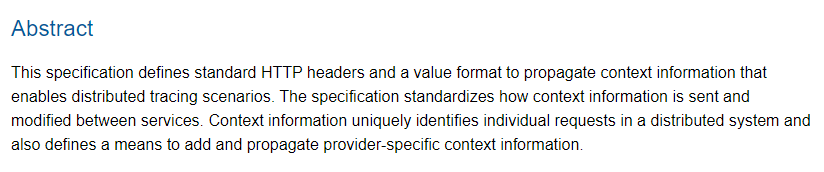 Abstract
This specification defines standard HTTP headers and a value format to propagate context information that
enables distributed tracing scenarios. The specification standardizes how context information is sent and
modified between services. Context information uniquely identifies individual requests in a distributed system and
also defines a means to add and propagate provider-specific context information.